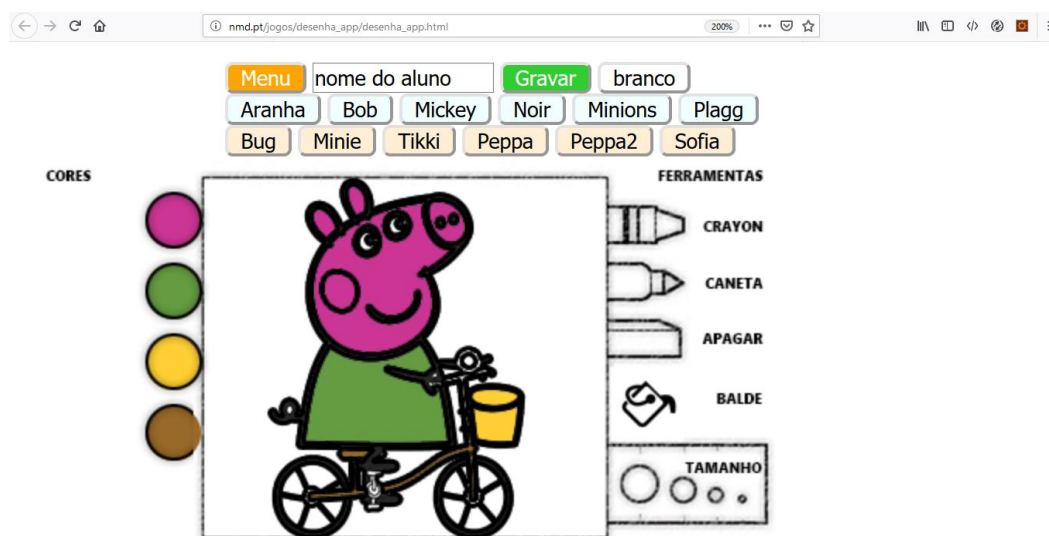 nmd.pt/jogos/desenha_app/desenha_app.html 200%
Menu nome do aluno Gravar branco
Aranha Bob Mickey Noir Minions Plagg
Bug Minie Tikki Peppa Peppa2 Sofia
CORES FERRAMENTAS
CRAYON
CANETA
APAGAR
BALDE
TAMANHO